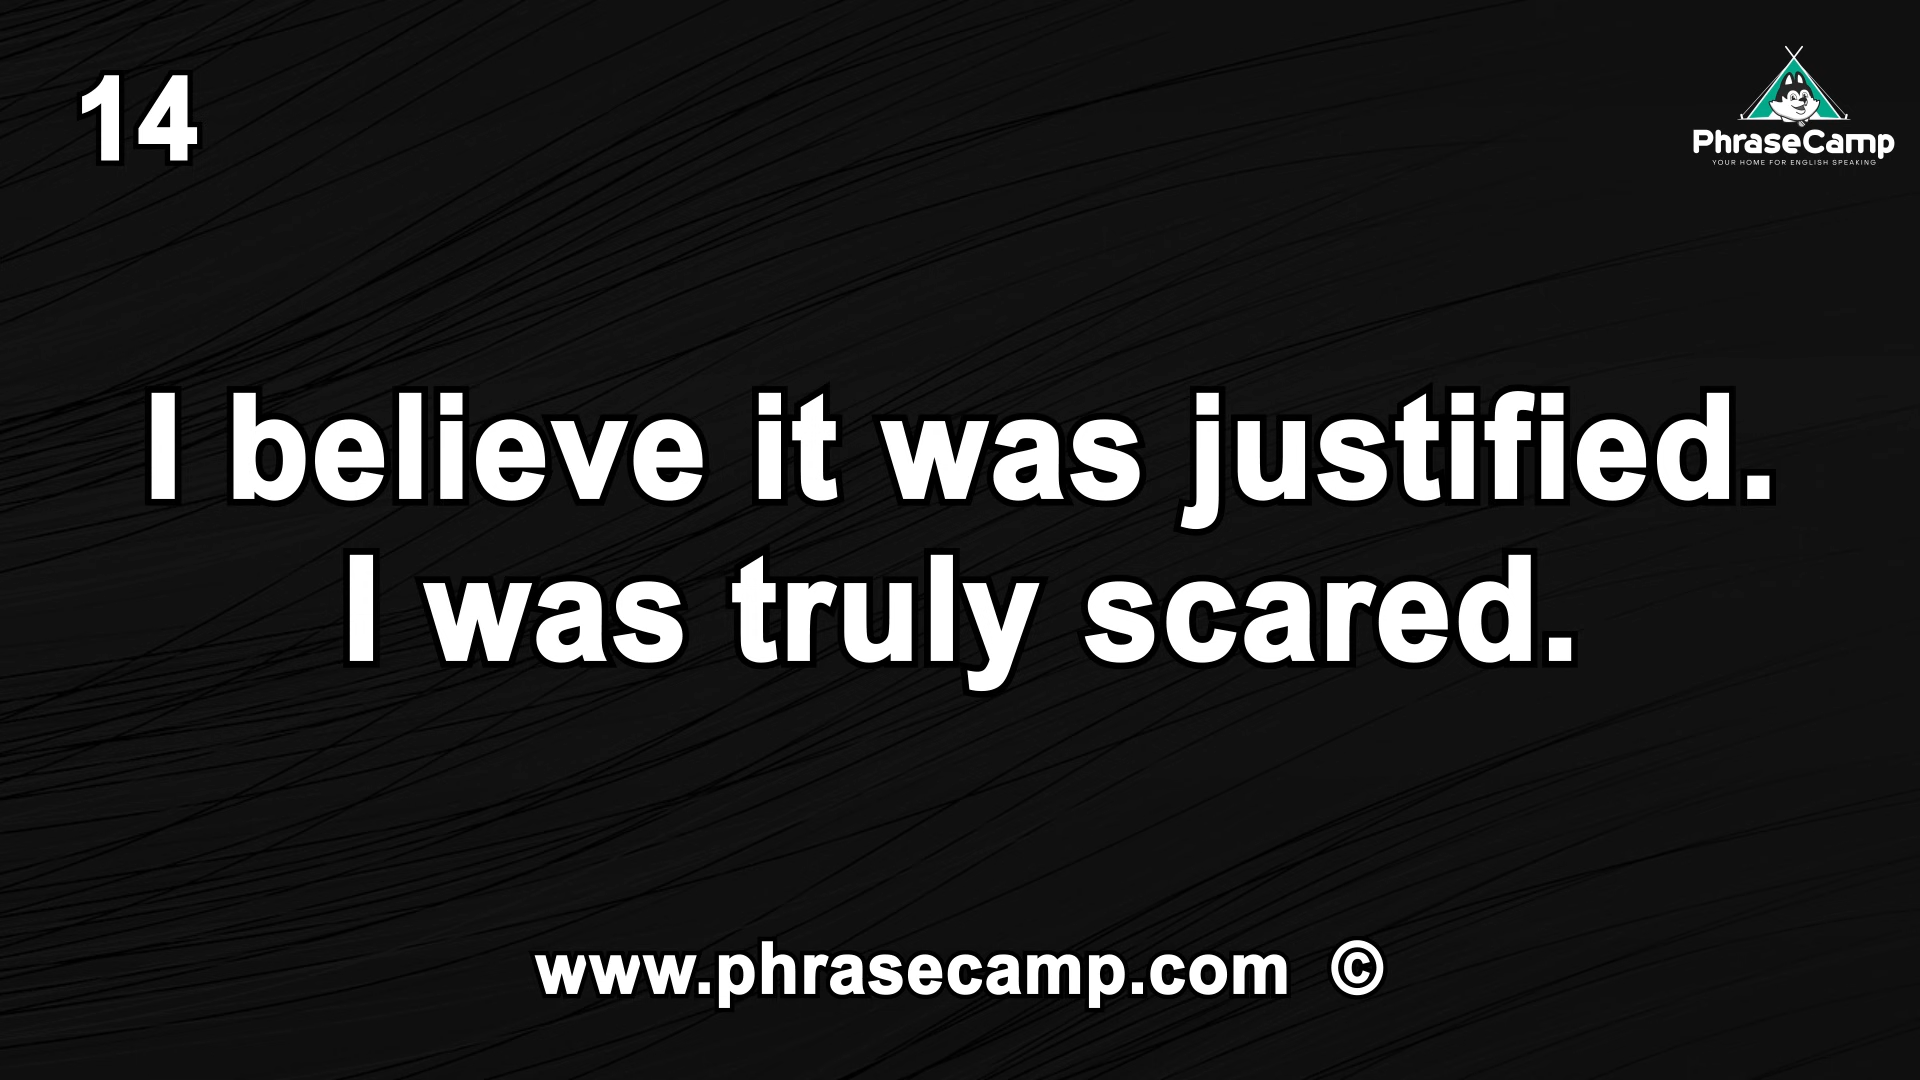 14
PhraseCamp
YOUR HOME FOR ENGLISH SPEAKING
I believe it was justified.
I was truly scared.
www.phrasecamp.com ©